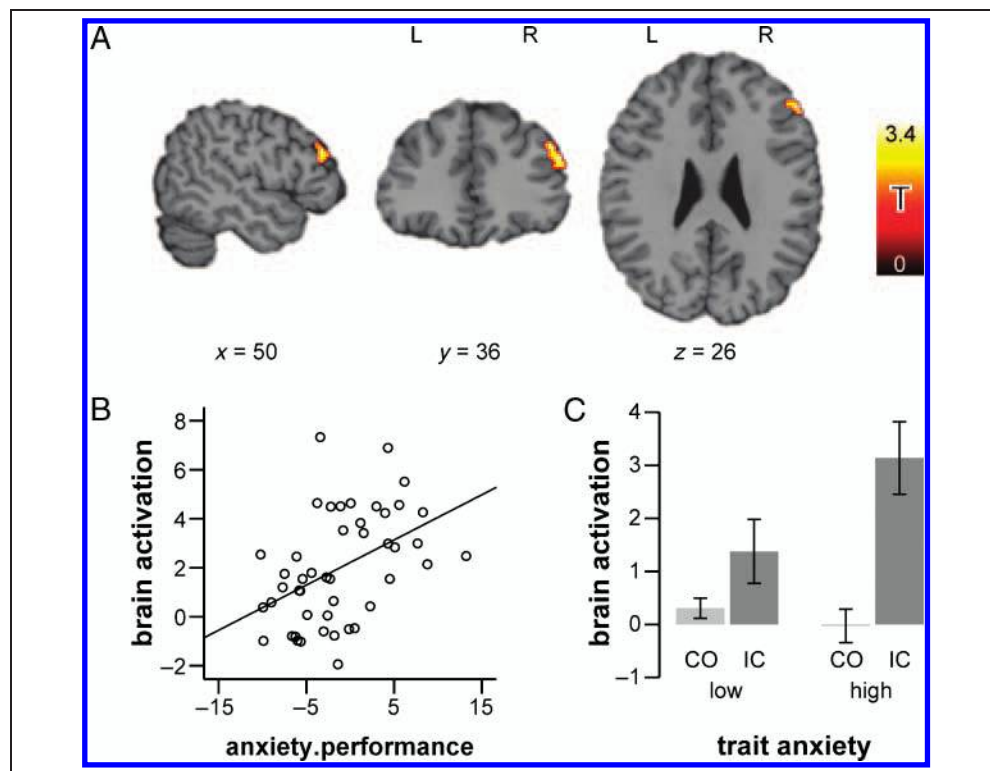 A
L R L R
3.4
T
0
x = 50 y = 36 z = 26
B
brain activation
8
6
4
2
0
–2
–15 –5 5 15
anxiety.performance
C
brain activation
4
3
2
1
0
–1
CO IC CO IC
low high
trait anxiety